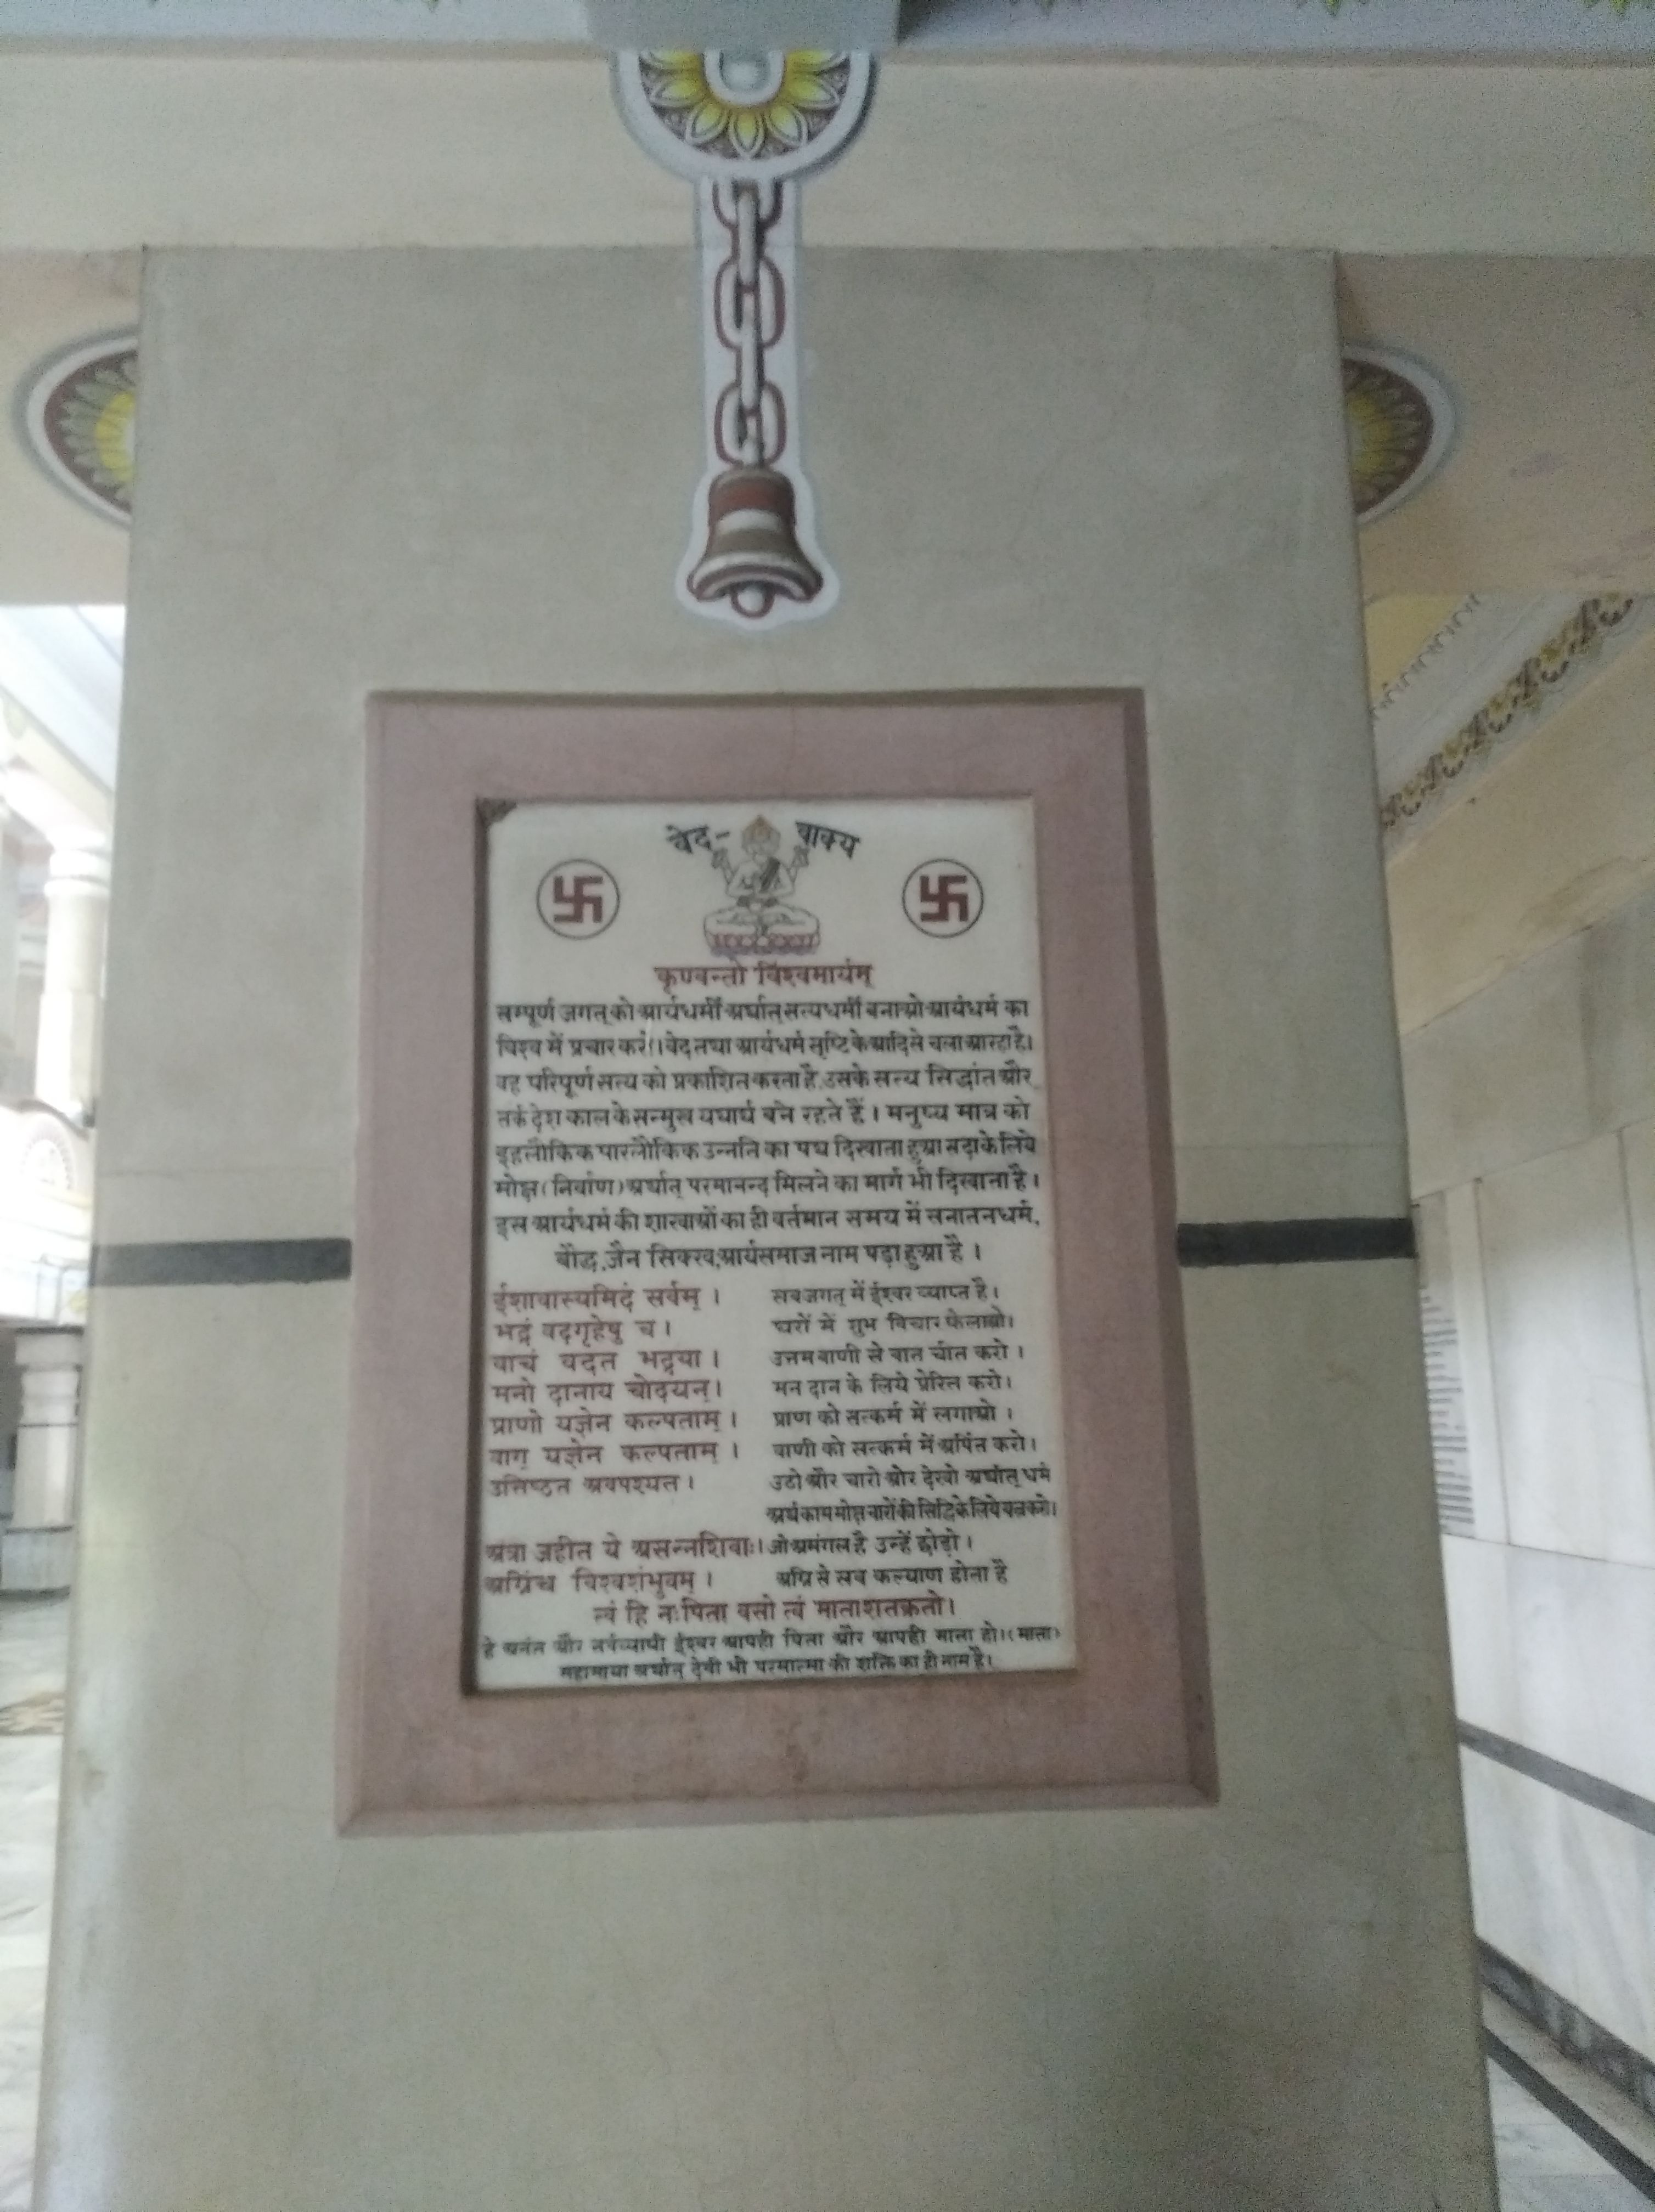 वेद-वाक्य
कृण्वन्तो विश्वमार्यम्
सम्पूर्ण जगत् को आर्यधर्मी अर्थात् सत्यधर्मी बनाओ आर्यधर्म का
विश्व में प्रचार करो। वेद तथा आर्यधर्म सृष्टि के आदि से चला आ रहा है।
वह परिपूर्ण सत्य को प्रकाशित करता है, उसके सत्य सिद्धांत और
तर्क देश काल के सन्मुख यथार्थ बने रहते हैं। मनुष्य मात्र को
इहलौकिक पारलौकिक उन्नति का पथ दिखाता हुआ सदा के लिये
मोक्ष (निर्वाण) अर्थात् परमानन्द मिलने का मार्ग भी दिखाता है।
इस आर्यधर्म की शाखाओं का ही वर्तमान समय में सनातनधर्म,
बौद्ध, जैन सिक्ख, आर्यसमाज नाम पड़ा हुआ है।
ईशावास्यमिदं सर्वम्। सब जगत् में ईश्वर व्याप्त है।
भद्रं वदगृहेषु च। घरों में शुभ विचार फैलाओ।
वाचं वदत भद्रया। उत्तम वाणी से बात चीत करो।
मनो दानाय चोदयन्। मन दान के लिये प्रेरित करो।
प्राणो यज्ञेन कल्पताम्। प्राण को सत्कर्म में लगाओ।
वाग् यज्ञेन कल्पताम्। वाणी को सत्कर्म में अर्पित करो।
उत्तिष्ठत अवपश्यत। उठो और चारो ओर देखो अर्थात् धर्म
अर्थ काम मोक्ष चारों की सिद्धि के लिये यत्न करो।
अत्रा जहीत ये असन्नशिवाः। जो अमंगल है उन्हें छोड़ो।
अग्निंच विश्वशंभुवम्। अग्नि से सब कल्याण होता है
त्वं हि नः पिता वसो त्वं माता शतक्रतो।
हे अनंत और सर्वव्यापी ईश्वर आपही पिता और आपही माता हो। (माता)
महामाया अर्थात् देवी भी परमात्मा की शक्ति का ही नाम है।